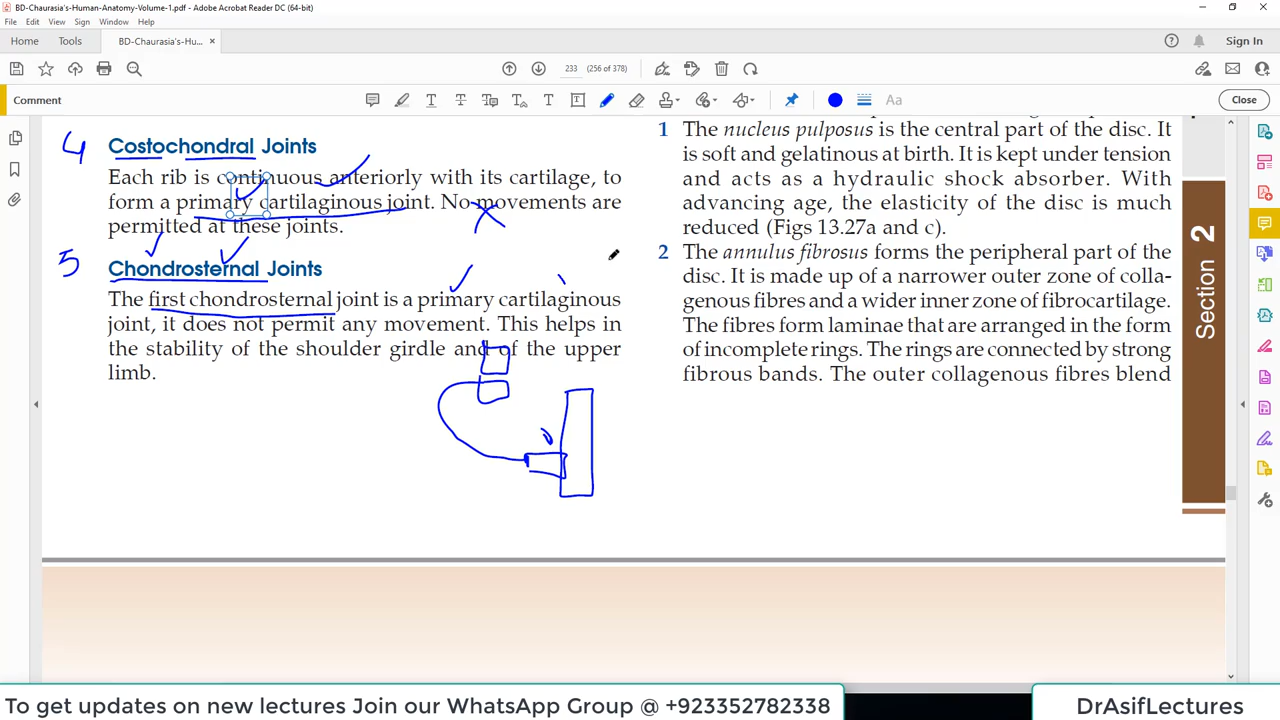 BD-Chaurasia's-Human-Anatomy-Volume-1.pdf - Adobe Acrobat Reader DC (64-bit)
File Edit View Sign Window Help
Home Tools BD-Chaurasia's-Hu... × Sign In
233 (256 of 378)
Comment Close
4 Costochondral Joints
Each rib is continuous anteriorly with its cartilage, to
form a primary cartilaginous joint. No movements are
permitted at these joints.
5 Chondrosternal Joints
The first chondrosternal joint is a primary cartilaginous
joint, it does not permit any movement. This helps in
the stability of the shoulder girdle and of the upper
limb.
1 The nucleus pulposus is the central part of the disc. It
is soft and gelatinous at birth. It is kept under tension
and acts as a hydraulic shock absorber. With
advancing age, the elasticity of the disc is much
reduced (Figs 13.27a and c).
2 The annulus fibrosus forms the peripheral part of the
disc. It is made up of a narrower outer zone of colla-
genous fibres and a wider inner zone of fibrocartilage.
The fibres form laminae that are arranged in the form
of incomplete rings. The rings are connected by strong
fibrous bands. The outer collagenous fibres blend
Section 2
To get updates on new lectures Join our WhatsApp Group @ +923352782338
DrAsifLectures